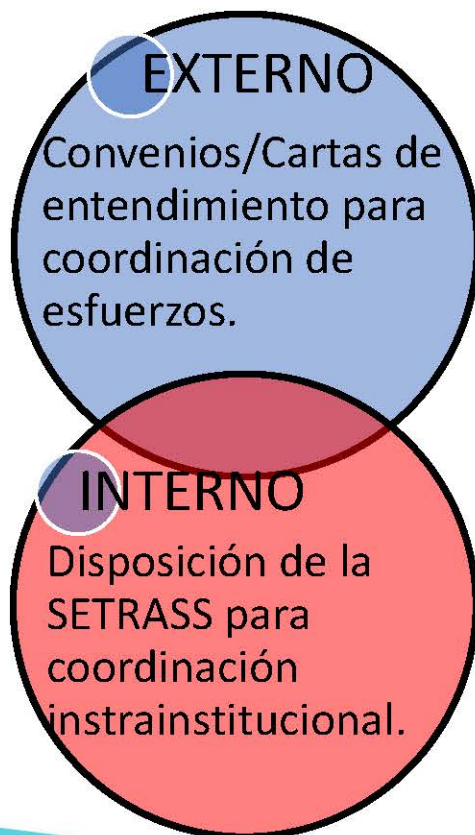 EXTERNO
Convenios/Cartas de
entendimiento para
coordinación de
esfuerzos.
INTERNO
Disposición de la
SETRASS para
coordinación
instrainstitucional.